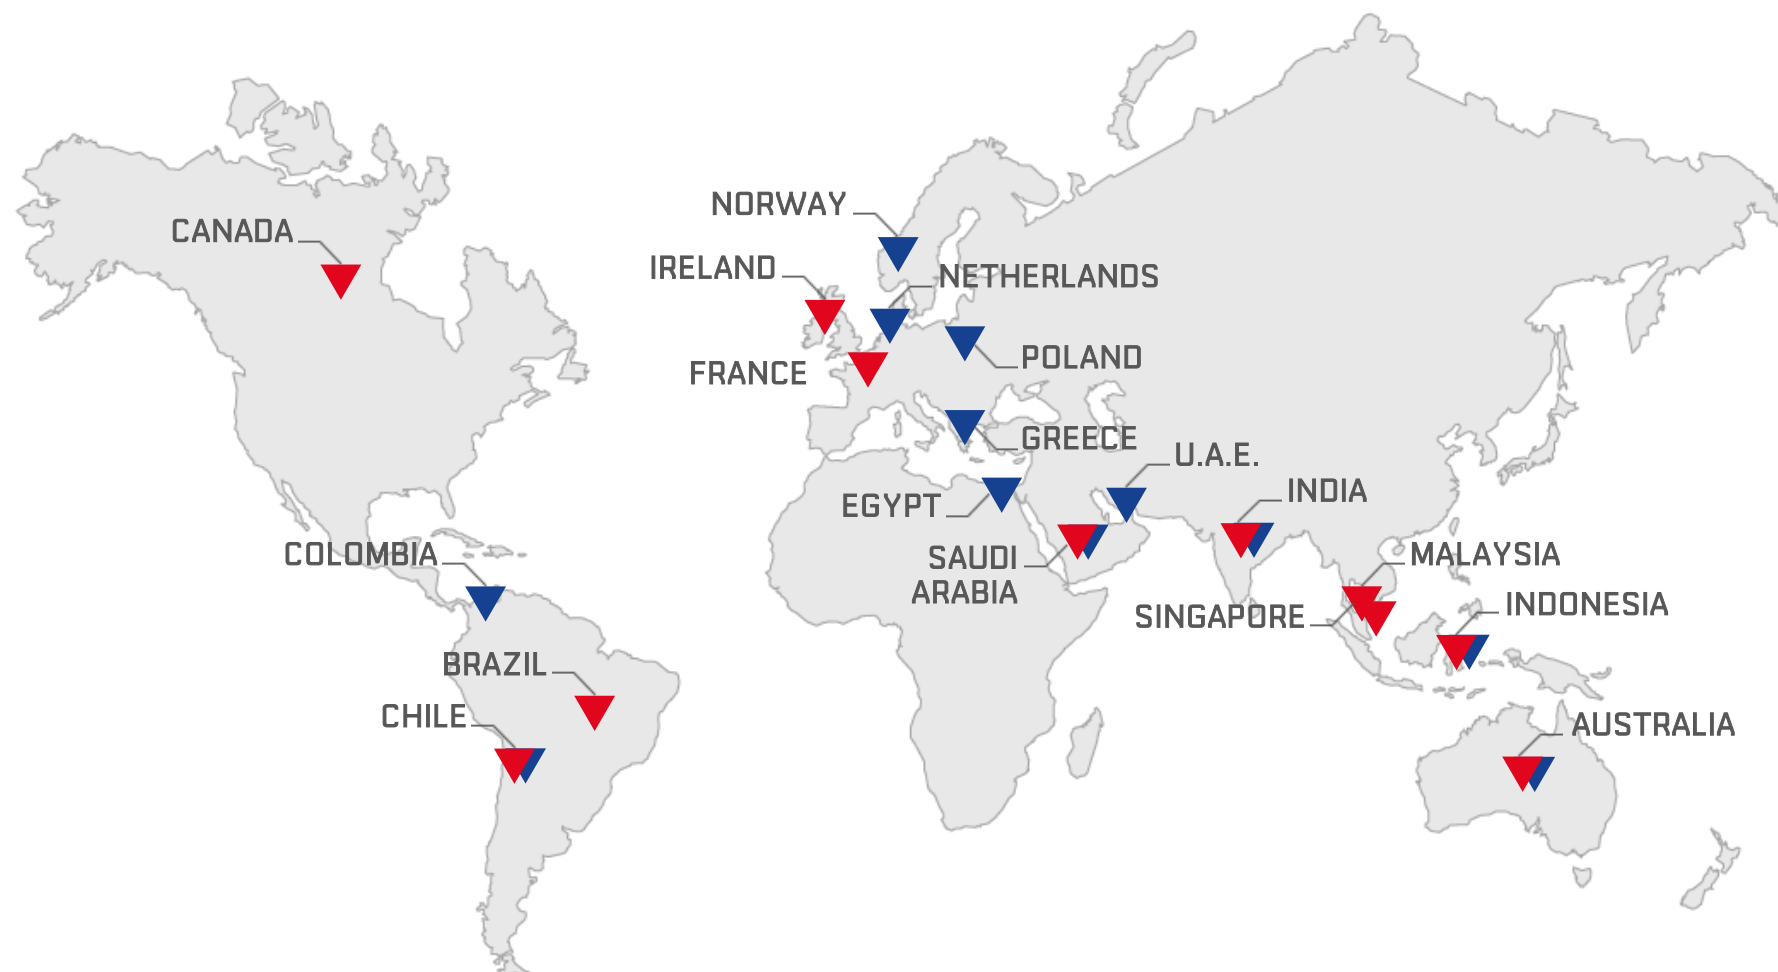 NORWAY
CANADA
IRELAND
NETHERLANDS
POLAND
FRANCE
GREECE
U.A.E.
INDIA
EGYPT
COLOMBIA
SAUDI
ARABIA
MALAYSIA
SINGAPORE
INDONESIA
BRAZIL
CHILE
AUSTRALIA